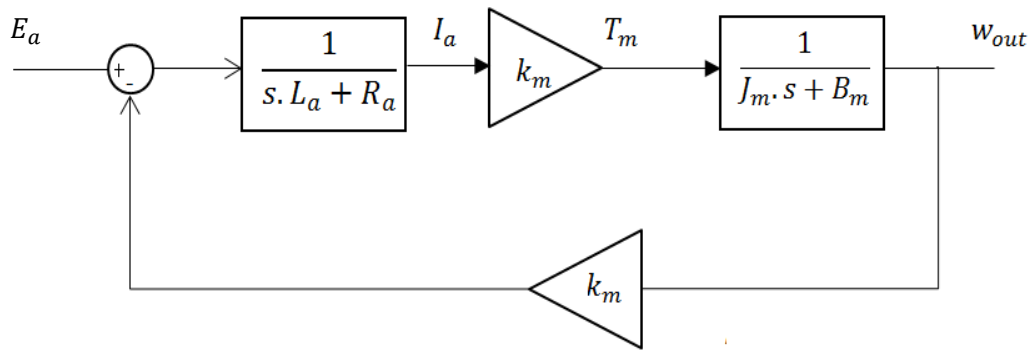 E_a
+
-
1
s. L_a + R_a
I_a
k_m
T_m
1
J_m. s + B_m
w_out
k_m